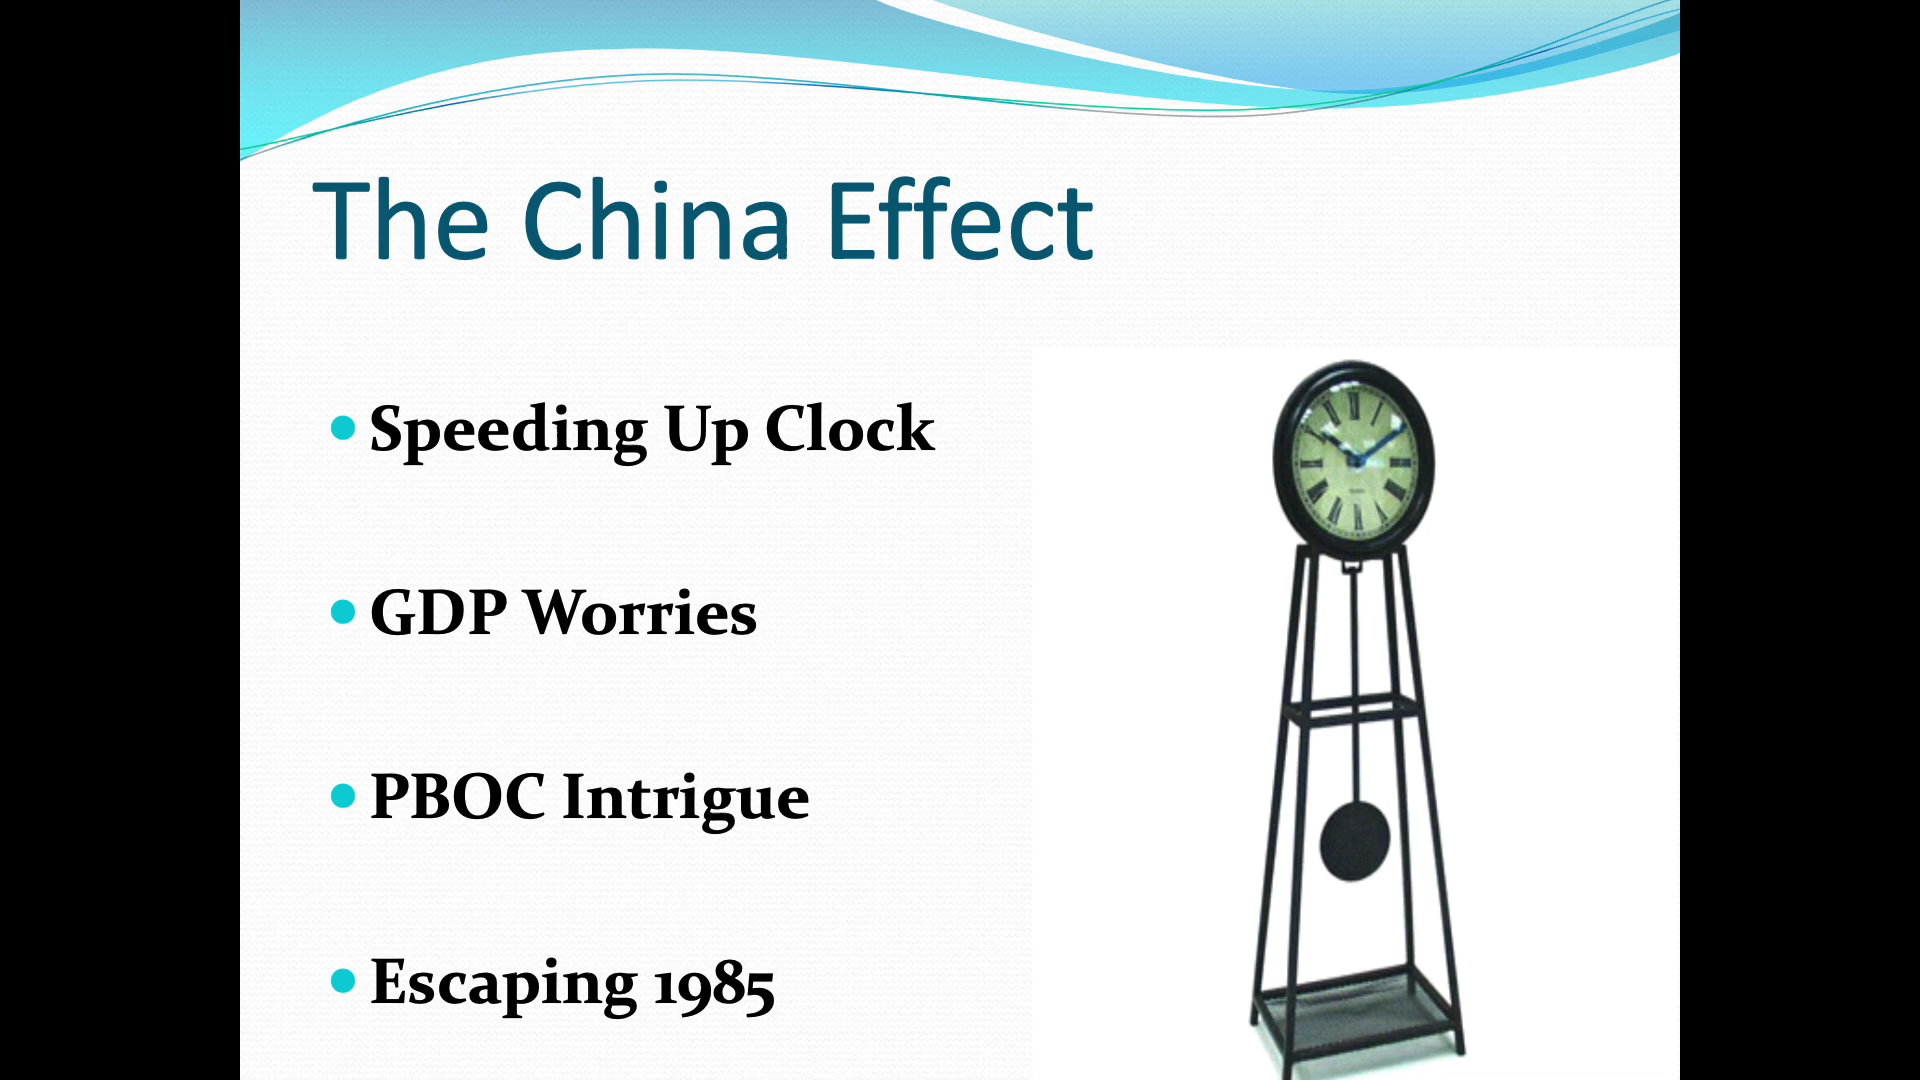 The China Effect
Speeding Up Clock
GDP Worries
PBOC Intrigue
Escaping 1985